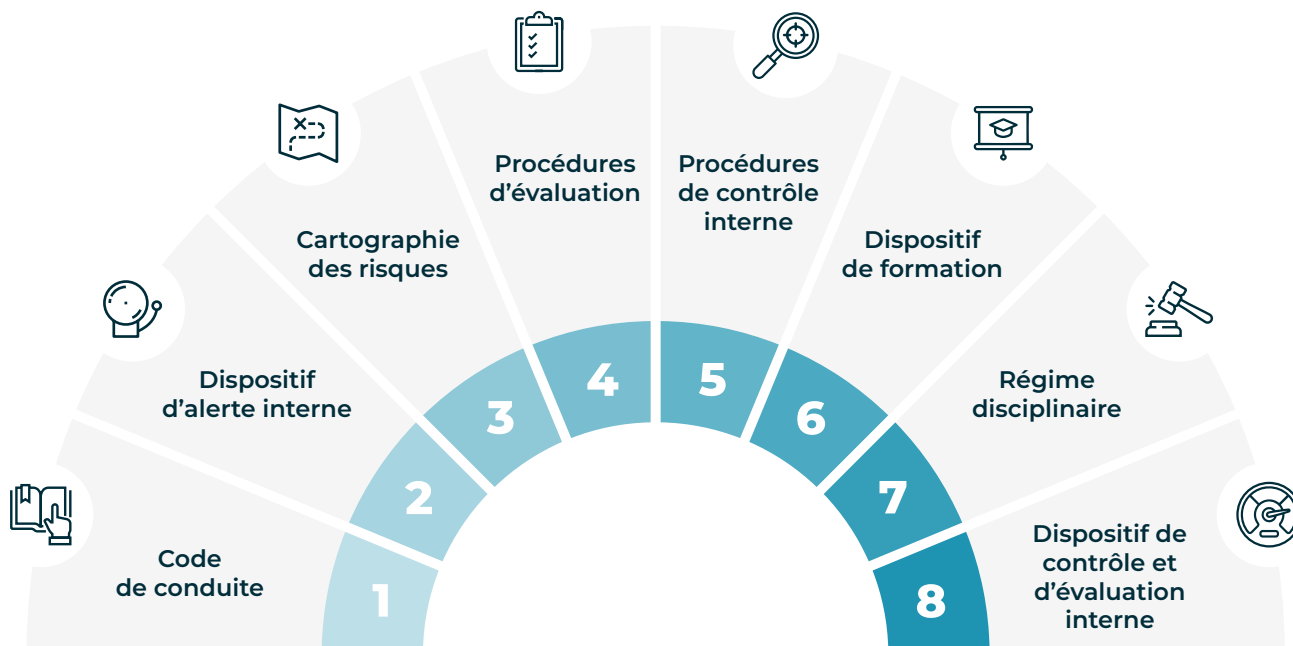 Code
de conduite
1
Dispositif
d’alerte interne
2
Cartographie
des risques
3
Procédures
d’évaluation
4
Procédures
de contrôle
interne
5
Dispositif
de formation
6
Régime
disciplinaire
7
Dispositif de
contrôle et
d’évaluation
interne
8